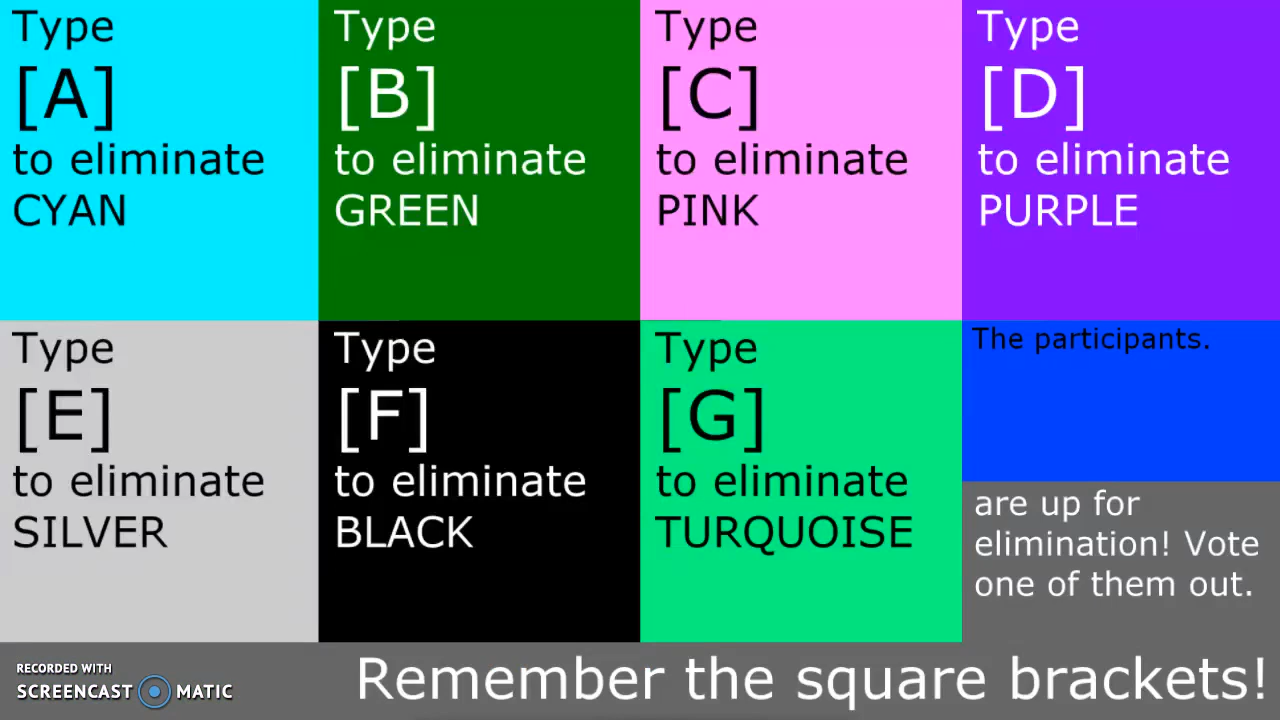 Type
[A]
to eliminate
CYAN
Type
[B]
to eliminate
GREEN
Type
[C]
to eliminate
PINK
Type
[D]
to eliminate
PURPLE
Type
[E]
to eliminate
SILVER
Type
[F]
to eliminate
BLACK
Type
[G]
to eliminate
TURQUOISE
The participants.
are up for
elimination! Vote
one of them out.
RECORDED WITH
SCREENCAST MATIC
Remember the square brackets!